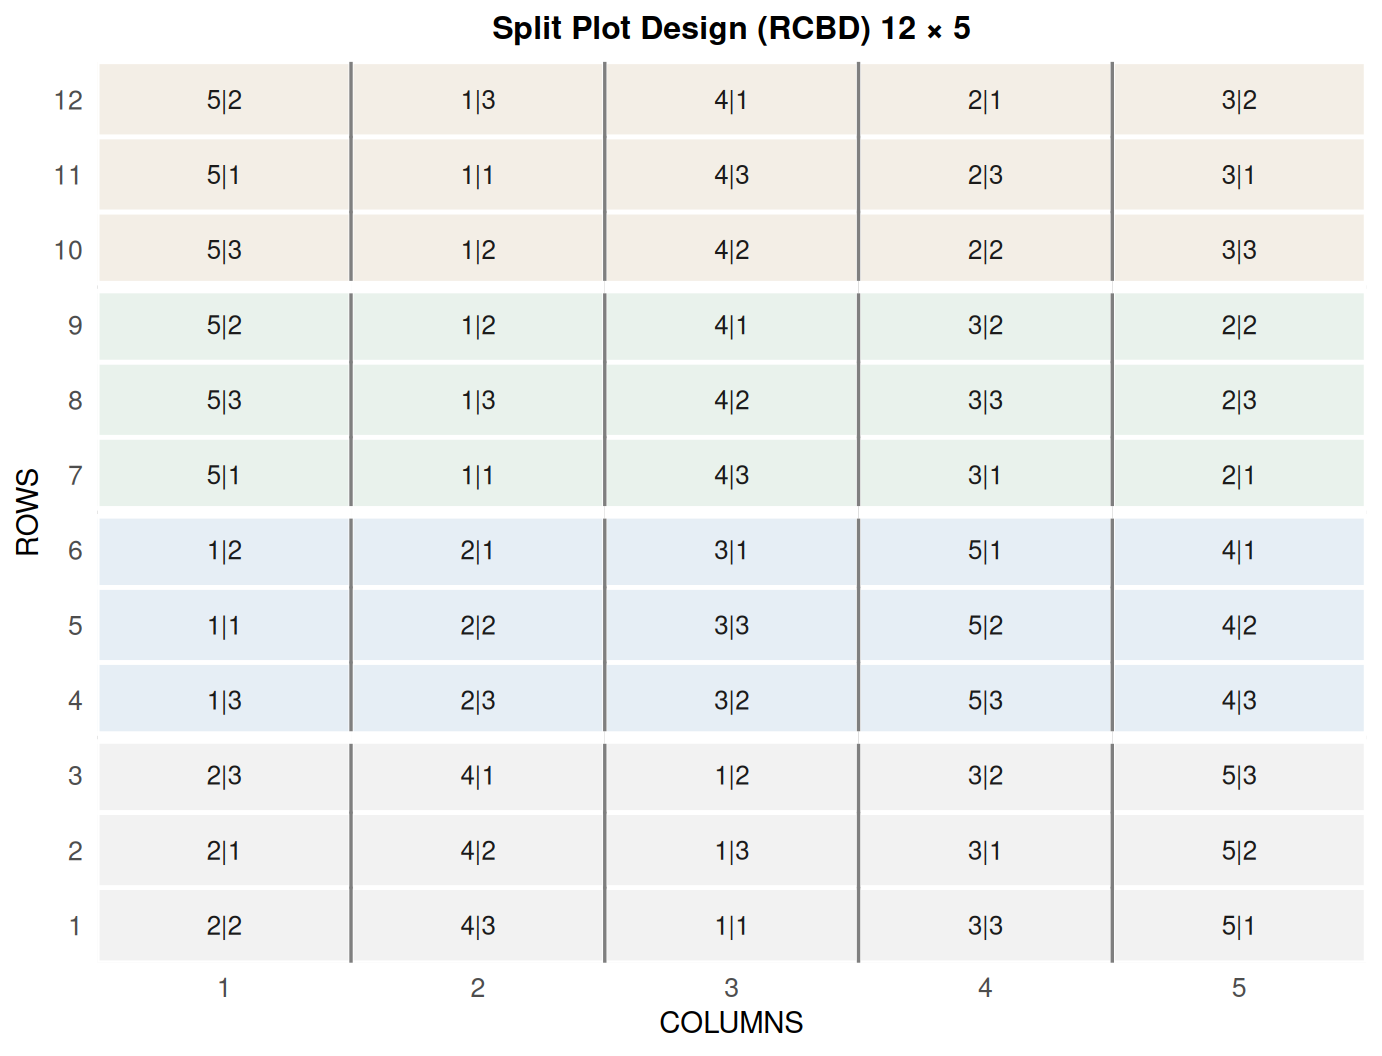 Split Plot Design (RCBD) 12 × 5
12 5|2 1|3 4|1 2|1 3|2
11 5|1 1|1 4|3 2|3 3|1
10 5|3 1|2 4|2 2|2 3|3
9 5|2 1|2 4|1 3|2 2|2
8 5|3 1|3 4|2 3|3 2|3
7 5|1 1|1 4|3 3|1 2|1
ROWS
6 1|2 2|1 3|1 5|1 4|1
5 1|1 2|2 3|3 5|2 4|2
4 1|3 2|3 3|2 5|3 4|3
3 2|3 4|1 1|2 3|2 5|3
2 2|1 4|2 1|3 3|1 5|2
1 2|2 4|3 1|1 3|3 5|1
1 2 3 4 5
COLUMNS